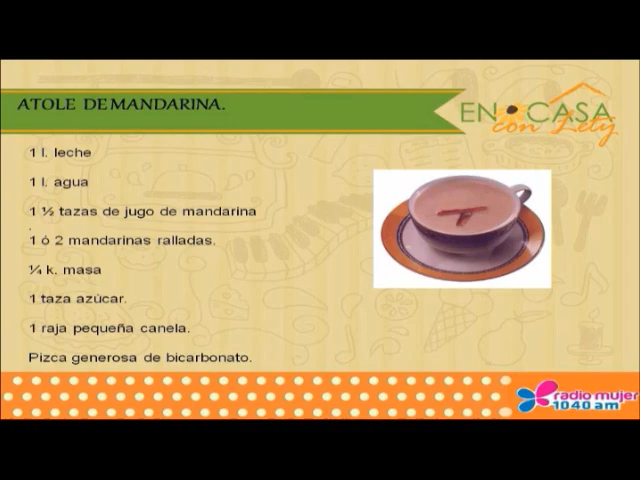 ATOLE DE MANDARINA.
EN CASA
con Lety
1 l. leche
1 l. agua
1 ½ tazas de jugo de mandarina
.
1 ó 2 mandarinas ralladas.
¼ k. masa
1 taza azúcar.
1 raja pequeña canela.
Pizca generosa de bicarbonato.
radio mujer
1040 am